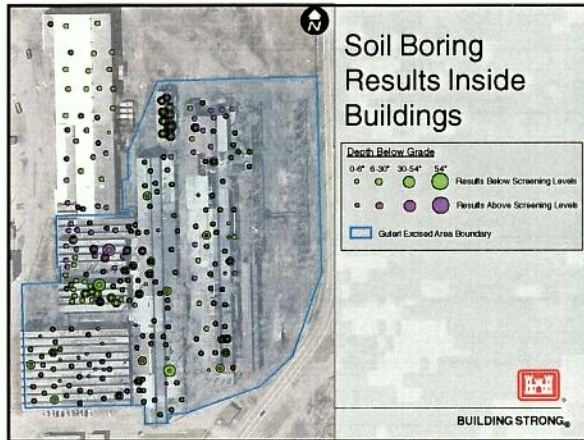 N
Soil Boring
Results Inside
Buildings
Depth Below Grade
0-6" 6-30" 30-54" 54"
Results Below Screening Levels
Results Above Screening Levels
Guterl Excised Area Boundary
BUILDING STRONG®